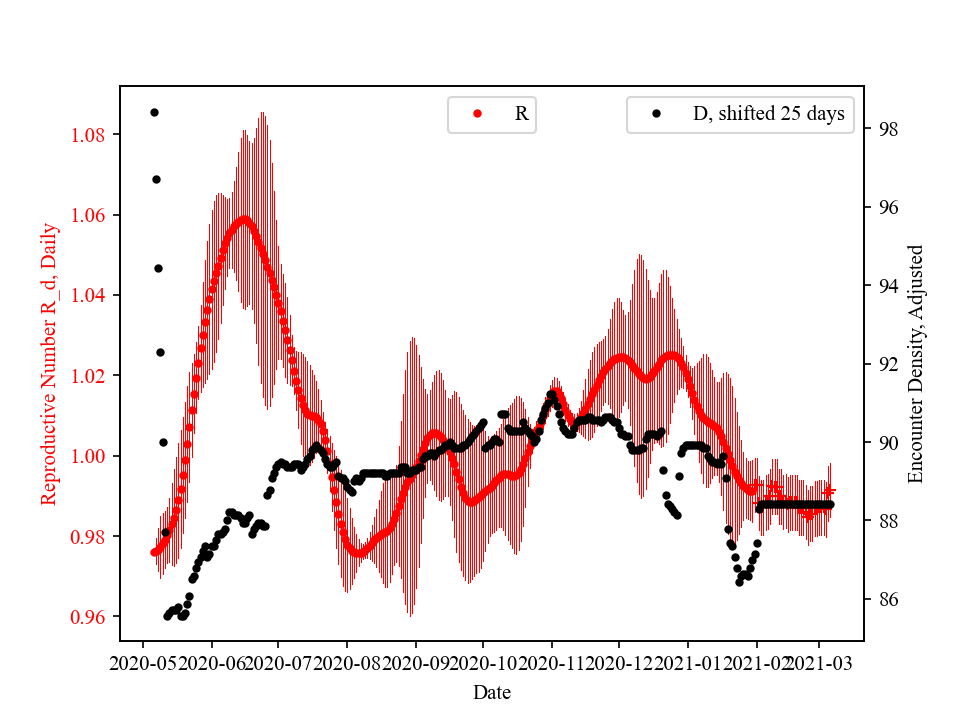 R
D, shifted 25 days
Reproductive Number R_d, Daily
1.08
1.06
1.04
1.02
1.00
0.98
0.96
98
96
94
92
90
88
86
Encounter Density, Adjusted
2020-05 2020-06 2020-07 2020-08 2020-09 2020-10 2020-11 2020-12 2021-01 2021-02 2021-03
Date